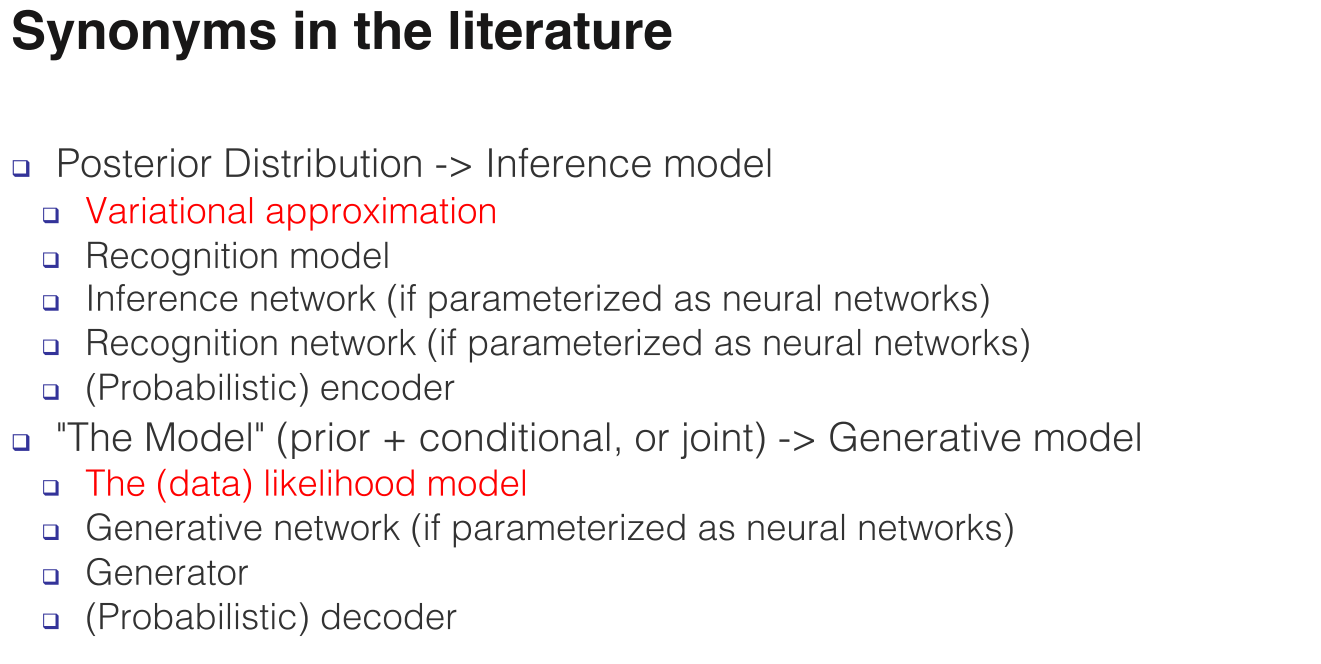 Synonyms in the literature
Posterior Distribution -> Inference model
Variational approximation
Recognition model
Inference network (if parameterized as neural networks)
Recognition network (if parameterized as neural networks)
(Probabilistic) encoder
"The Model" (prior + conditional, or joint) -> Generative model
The (data) likelihood model
Generative network (if parameterized as neural networks)
Generator
(Probabilistic) decoder